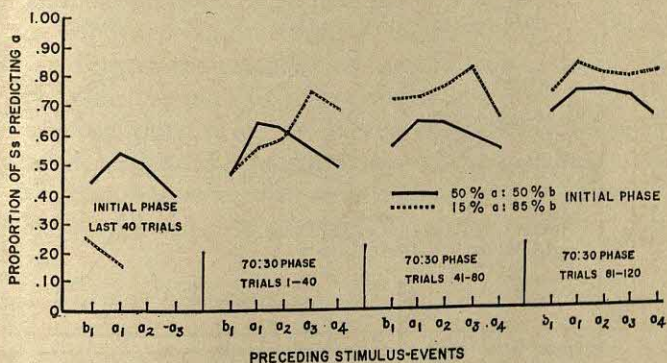 PROPORTION OF Ss PREDICTING a
1.00
.90
.80
.70
.60
.50
.40
.30
.20
.10
0
INITIAL PHASE
LAST 40 TRIALS
50% a: 50% b
15% a: 85% b
INITIAL PHASE
70:30 PHASE
TRIALS 1-40
70:30 PHASE
TRIALS 41-80
70:30 PHASE
TRIALS 81-120
b1 a1 a2 a3 b1 a1 a2 a3 a4 b1 a1 a2 a3 a4 b1 a1 a2 a3 a4
PRECEDING STIMULUS-EVENTS